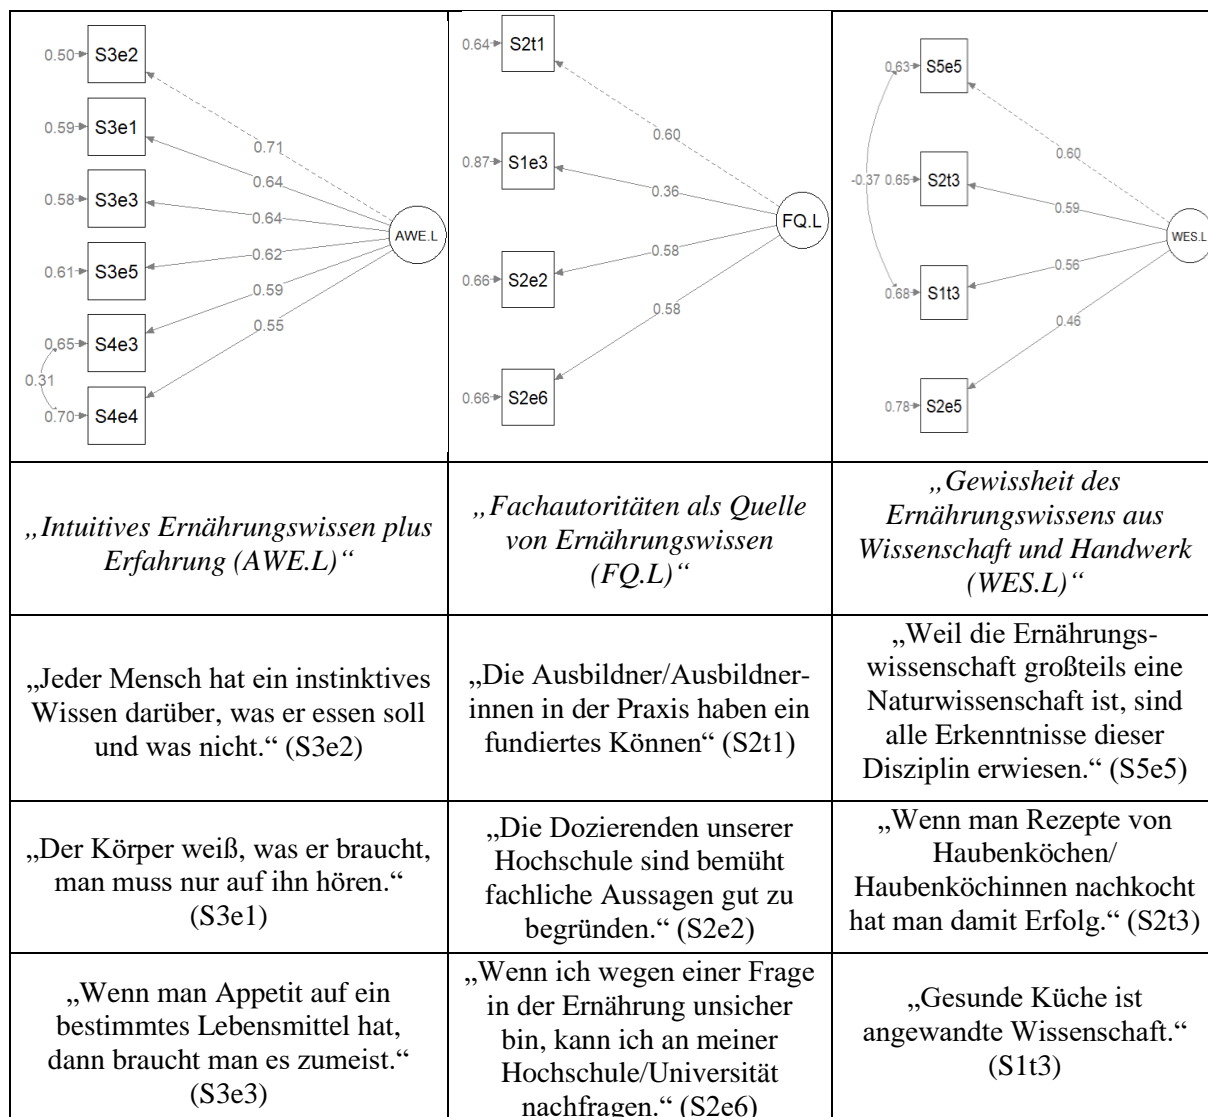 0.50
S3e2
0.59
S3e1
0.58
S3e3
0.61
S3e5
0.65
S4e3
0.31
0.70
S4e4
0.71
0.64
0.64
0.62
0.59
0.55
AWE.L
0.64
S2t1
0.87
S1e3
0.66
S2e2
0.66
S2e6
0.60
0.36
0.58
0.58
FQ.L
0.63
S5e5
-0.37
0.65
S2t3
0.68
S1t3
0.78
S2e5
0.60
0.59
0.56
0.46
WES.L
„Intuitives Ernährungswissen plus
Erfahrung (AWE.L)“
„Fachautoritäten als Quelle
von Ernährungswissen
(FQ.L)“
„Gewissheit des
Ernährungswissens aus
Wissenschaft und Handwerk
(WES.L)“
„Jeder Mensch hat ein instinktives
Wissen darüber, was er essen soll
und was nicht.“ (S3e2)
„Die Ausbildner/Ausbildner-
innen in der Praxis haben ein
fundiertes Können“ (S2t1)
„Weil die Ernährungs-
wissenschaft großteils eine
Naturwissenschaft ist, sind
alle Erkenntnisse dieser
Disziplin erwiesen.“ (S5e5)
„Der Körper weiß, was er braucht,
man muss nur auf ihn hören.“
(S3e1)
„Die Dozierenden unserer
Hochschule sind bemüht
fachliche Aussagen gut zu
begründen.“ (S2e2)
„Wenn man Rezepte von
Haubenköchen/
Haubenköchinnen nachkocht
hat man damit Erfolg.“ (S2t3)
„Wenn man Appetit auf ein
bestimmtes Lebensmittel hat,
dann braucht man es zumeist.“
(S3e3)
„Wenn ich wegen einer Frage
in der Ernährung unsicher
bin, kann ich an meiner
Hochschule/Universität
nachfragen.“ (S2e6)
„Gesunde Küche ist
angewandte Wissenschaft.“
(S1t3)